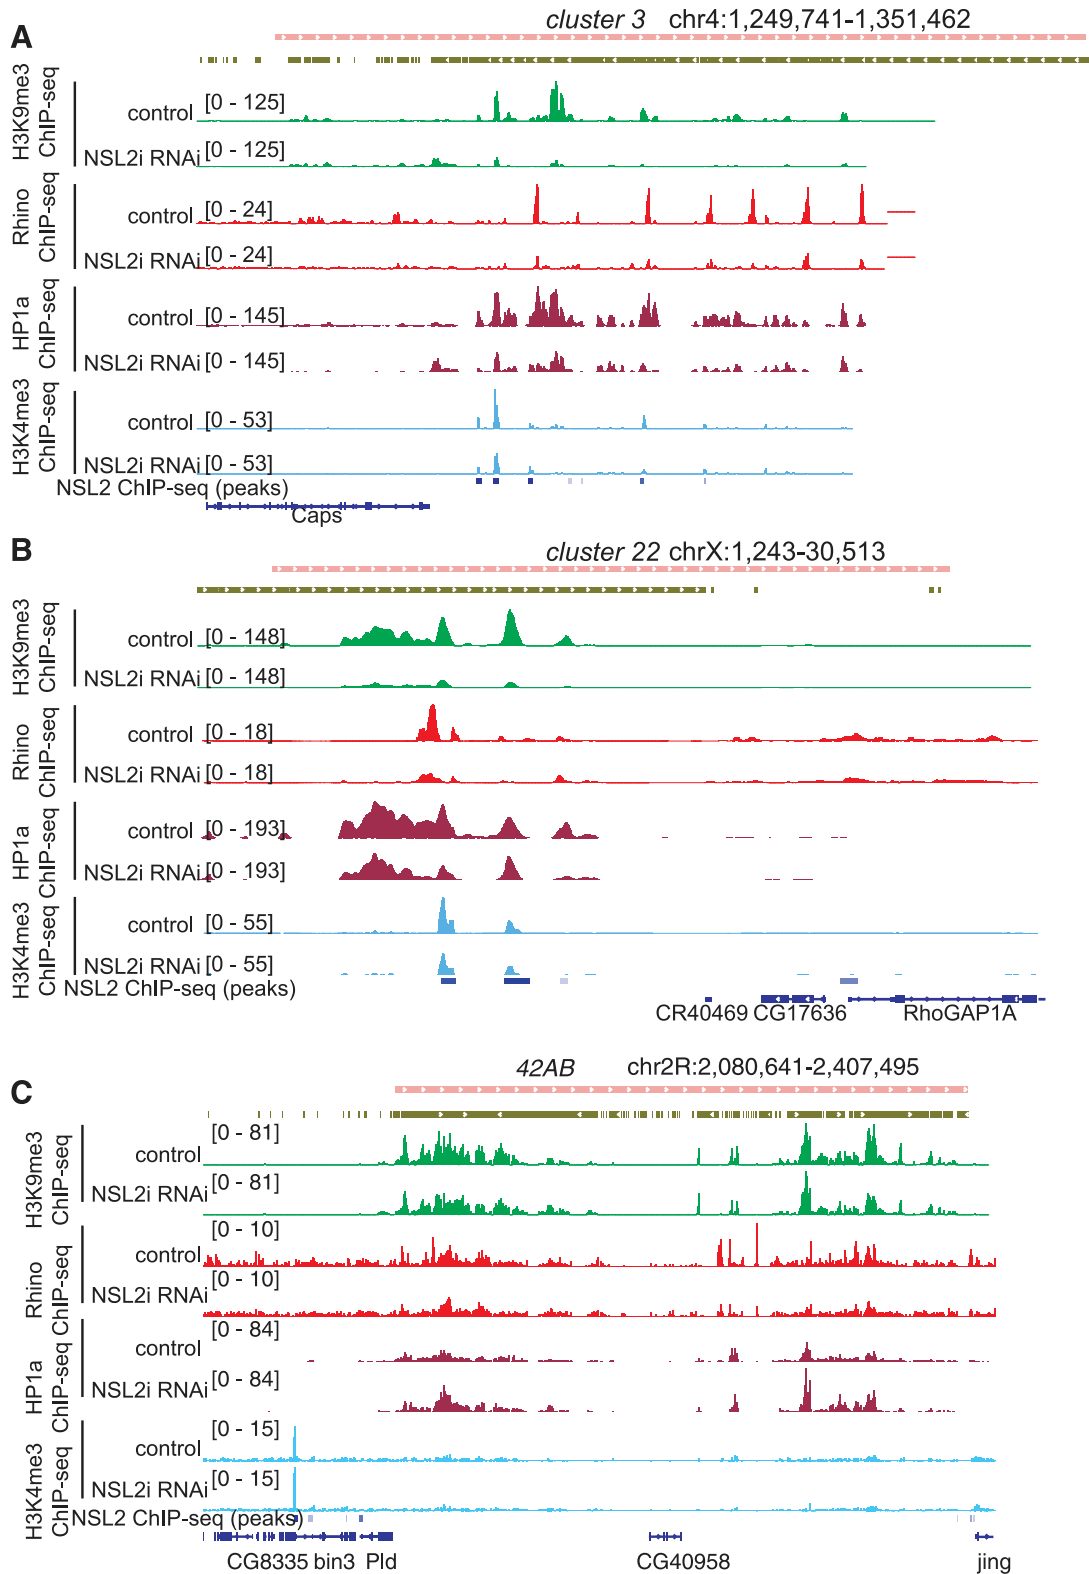 A
cluster 3 chr4:1,249,741-1,351,462
H3K9me3 ChIP-seq
control [0 - 125]
NSL2i RNAi [0 - 125]
Rhino ChIP-seq
control [0 - 24]
NSL2i RNAi [0 - 24]
HP1a ChIP-seq
control [0 - 145]
NSL2i RNAi [0 - 145]
H3K4me3 ChIP-seq
control [0 - 53]
NSL2i RNAi [0 - 53]
NSL2 ChIP-seq (peaks)
Caps
B
cluster 22 chrX:1,243-30,513
H3K9me3 ChIP-seq
control [0 - 148]
NSL2i RNAi [0 - 148]
Rhino ChIP-seq
control [0 - 18]
NSL2i RNAi [0 - 18]
HP1a ChIP-seq
control [0 - 193]
NSL2i RNAi [0 - 193]
H3K4me3 ChIP-seq
control [0 - 55]
NSL2i RNAi [0 - 55]
NSL2 ChIP-seq (peaks)
CR40469 CG17636 RhoGAP1A
C
42AB chr2R:2,080,641-2,407,495
H3K9me3 ChIP-seq
control [0 - 81]
NSL2i RNAi [0 - 81]
Rhino ChIP-seq
control [0 - 10]
NSL2i RNAi [0 - 10]
HP1a ChIP-seq
control [0 - 84]
NSL2i RNAi [0 - 84]
H3K4me3 ChIP-seq
control [0 - 15]
NSL2i RNAi [0 - 15]
NSL2 ChIP-seq (peaks)
CG8335 bin3 Pld CG40958 jing